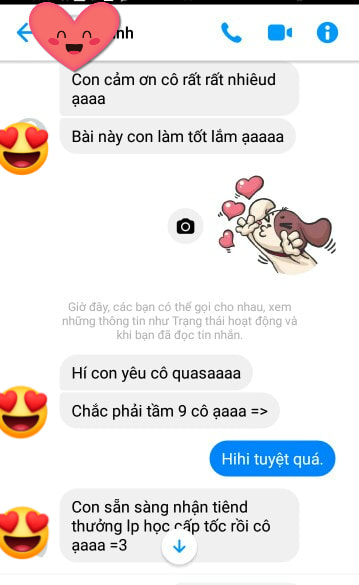 inh
Con cảm ơn cô rất rất nhiêud
ạaaa
Bài này con làm tốt lắm ạaaaa
Giờ đây, các bạn có thể gọi cho nhau, xem
những thông tin như Trạng thái hoạt động và
khi bạn đã đọc tin nhắn.
Hí con yêu cô quasaaaa
Chắc phải tầm 9 cô ạaaa =>
Hihi tuyệt quá.
Con sẵn sàng nhận tiênd
thưởng lp học cấp tốc rồi cô
ạaaa =3